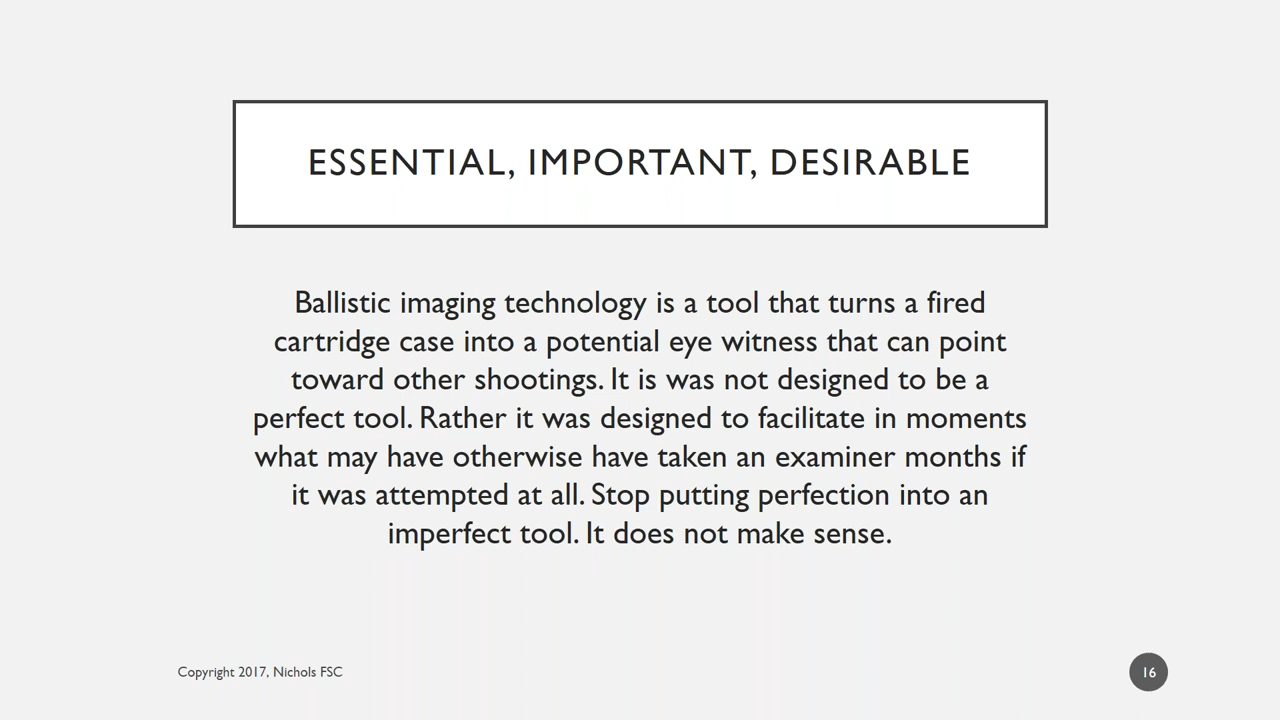 ESSENTIAL, IMPORTANT, DESIRABLE
Ballistic imaging technology is a tool that turns a fired
cartridge case into a potential eye witness that can point
toward other shootings. It is was not designed to be a
perfect tool. Rather it was designed to facilitate in moments
what may have otherwise have taken an examiner months if
it was attempted at all. Stop putting perfection into an
imperfect tool. It does not make sense.
Copyright 2017, Nichols FSC
16